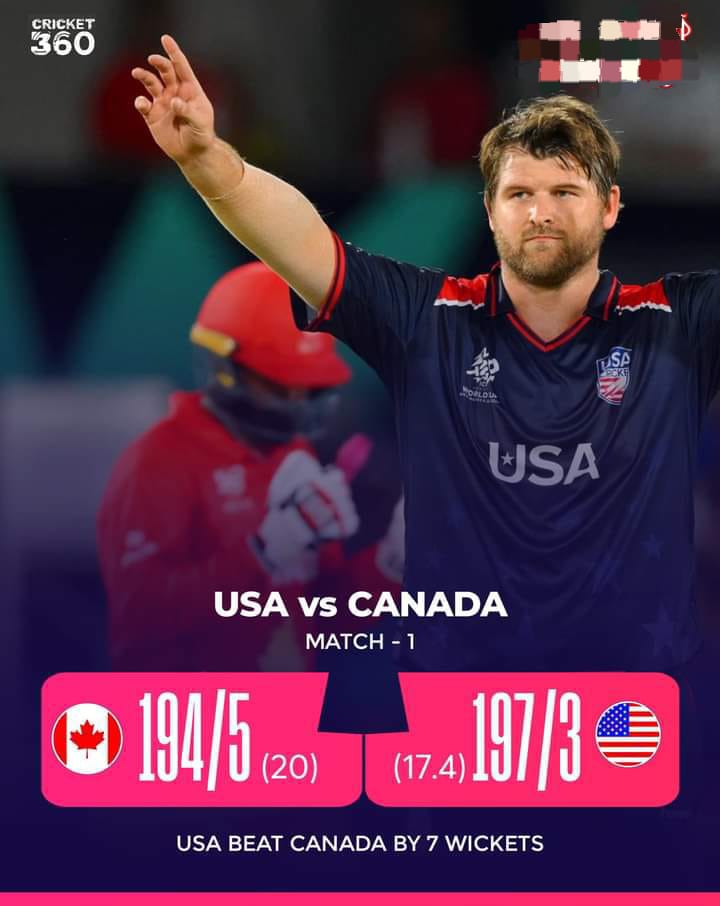 CRICKET
360
USA
USA
USA vs CANADA
MATCH - 1
194/5 (20)
(17.4) 197/3
USA BEAT CANADA BY 7 WICKETS